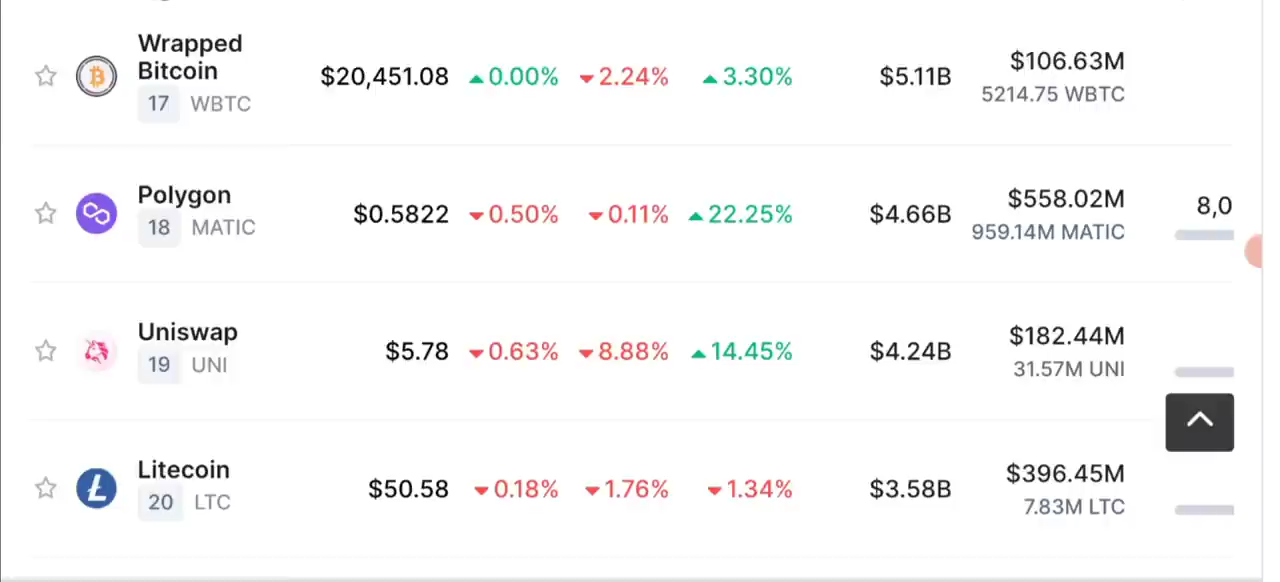 Wrapped
Bitcoin
17 WBTC
$20,451.08 0.00% 2.24% 3.30% $5.11B $106.63M
5214.75 WBTC
Polygon
18 MATIC
$0.5822 0.50% 0.11% 22.25% $4.66B $558.02M
959.14M MATIC
8,0
Uniswap
19 UNI
$5.78 0.63% 8.88% 14.45% $4.24B $182.44M
31.57M UNI
Litecoin
20 LTC
$50.58 0.18% 1.76% 1.34% $3.58B $396.45M
7.83M LTC